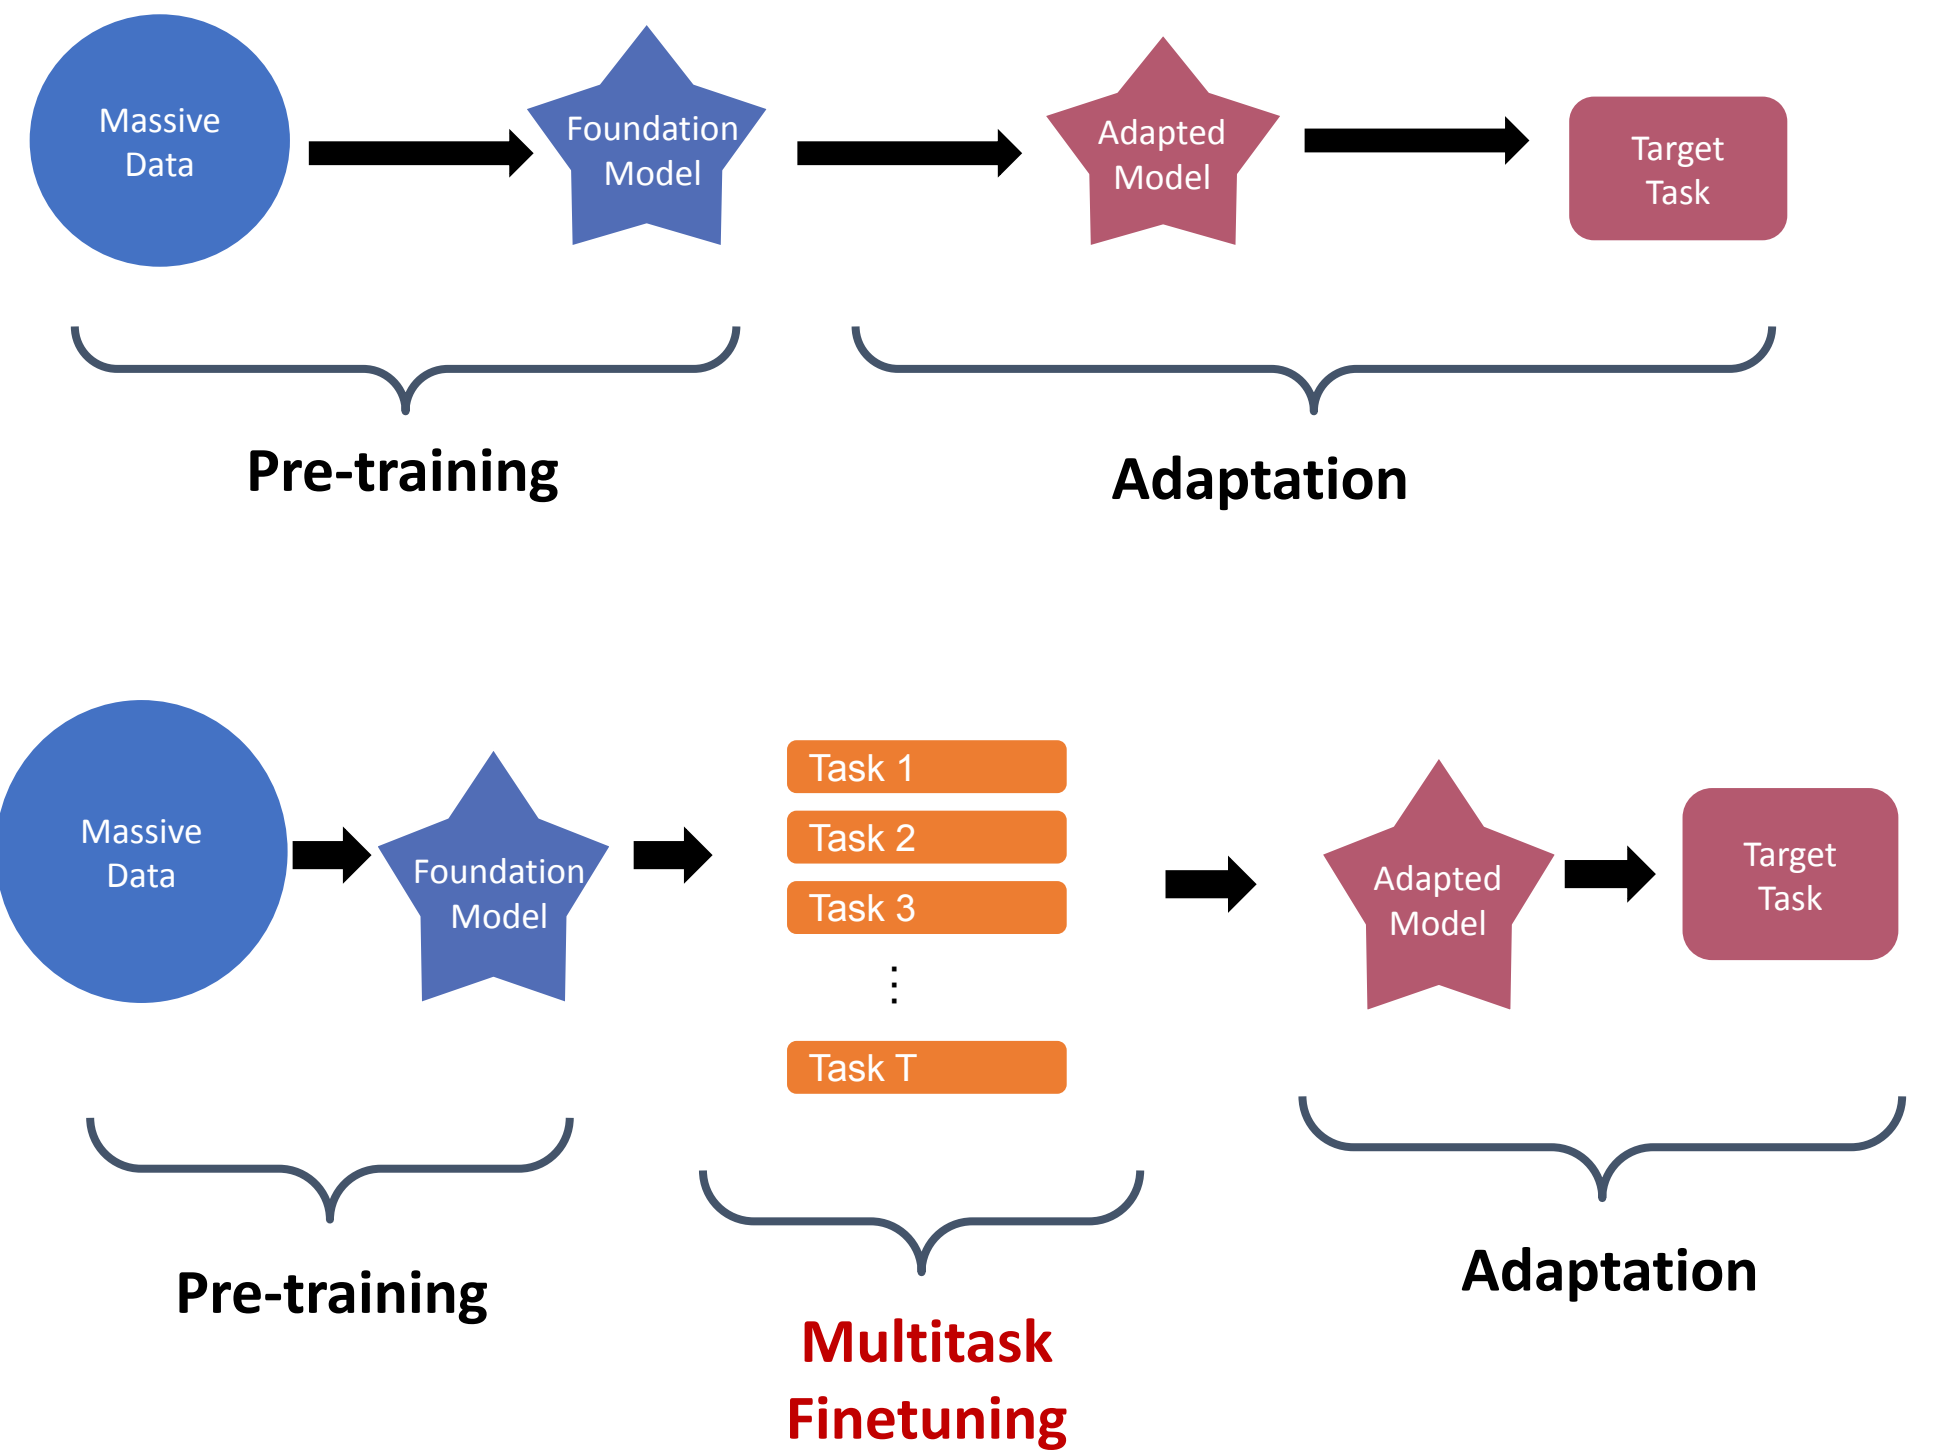 Massive
Data
Foundation
Model
Adapted
Model
Target
Task
Pre-training
Adaptation
Massive
Data
Foundation
Model
Task 1
Task 2
Task 3
⋮
Task T
Adapted
Model
Target
Task
Pre-training
Multitask
Finetuning
Adaptation